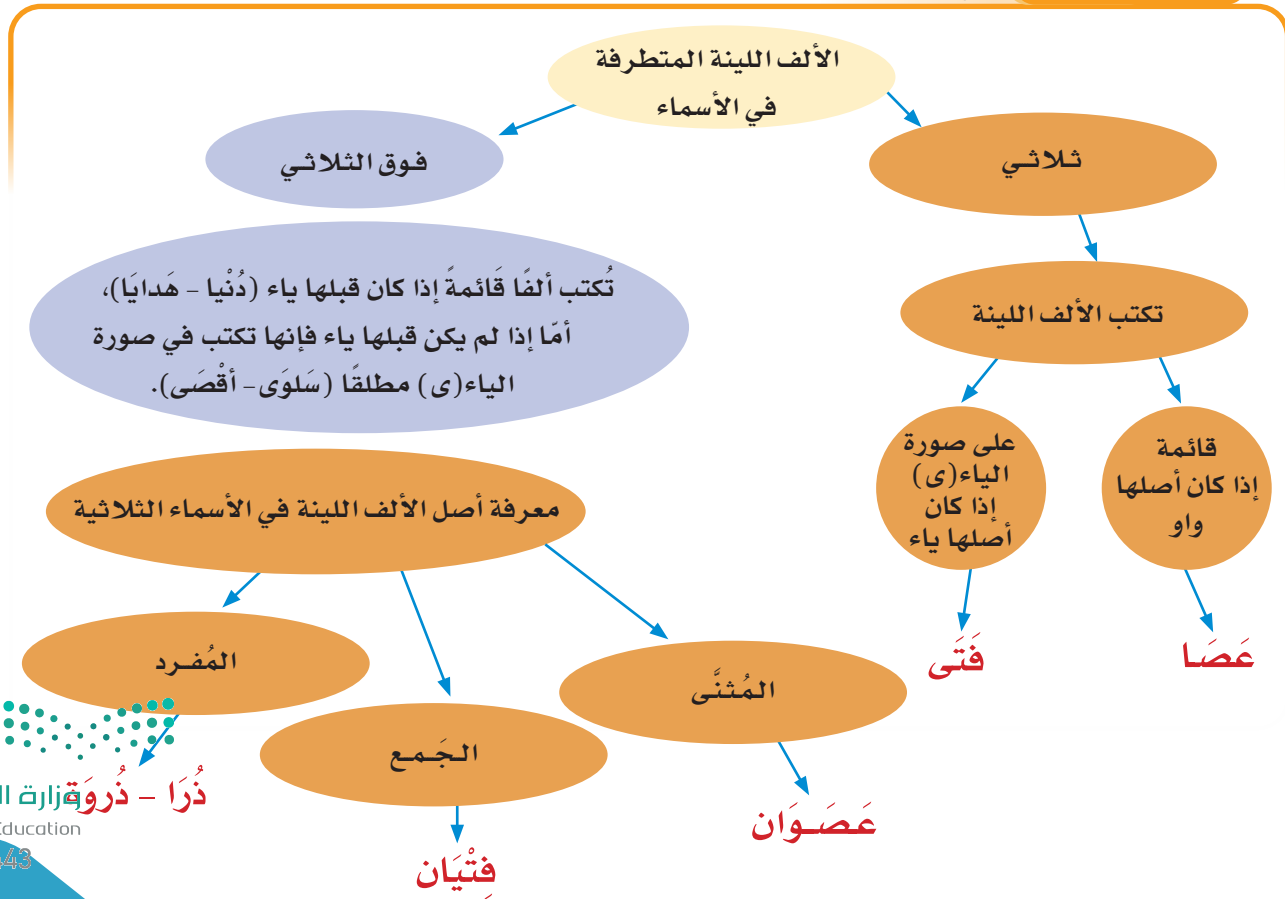 الألف اللينة المتطرفة
في الأسماء
ثلاثي
فوق الثلاثي
تكتب الألف اللينة
قائمة
إذا كان أصلها
واو
على صورة
الياء(ى)
إذا كان
أصلها ياء
عَصَا
فَتَى
تُكتب ألفًا قَائمةً إذا كان قبلها ياء (دُنْيا – هَدايَا)،
أمّا إذا لم يكن قبلها ياء فإنها تكتب في صورة
الياء(ى) مطلقًا (سَلوَى– أقْصَى).
معرفة أصل الألف اللينة في الأسماء الثلاثية
المُثنَّى
الجَمع
المُفرد
عَصَوَان
فِتْيَان
ذُرَا – ذُروَة
وزارة ال
Education
443